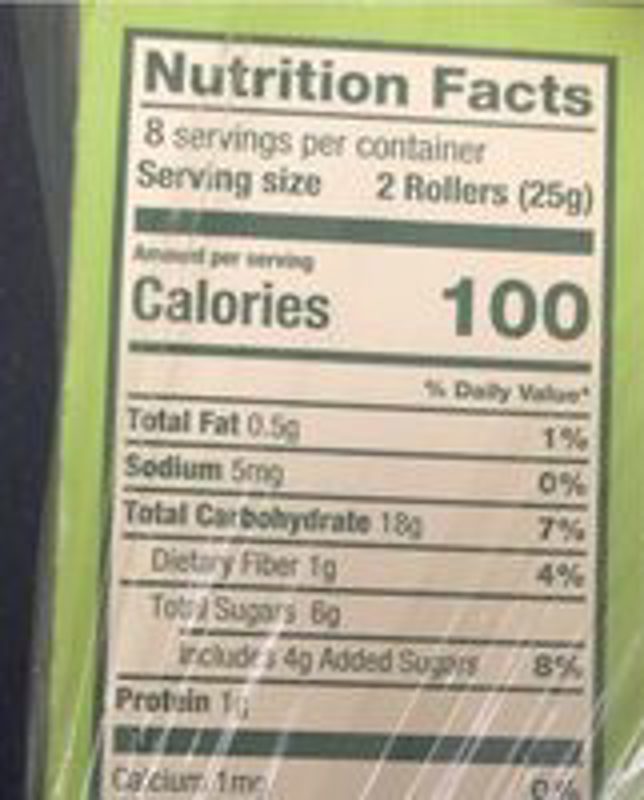 Nutrition Facts
8 servings per container
Serving size 2 Rollers (25g)
Amount per serving
Calories 100
% Daily Value*
Total Fat 0.5g 1%
Sodium 5mg 0%
Total Carbohydrate 18g 7%
Dietary Fiber 1g 4%
Total Sugars 6g
Includes 4g Added Sugars 8%
Protein 1g
Calcium 1mg 0%